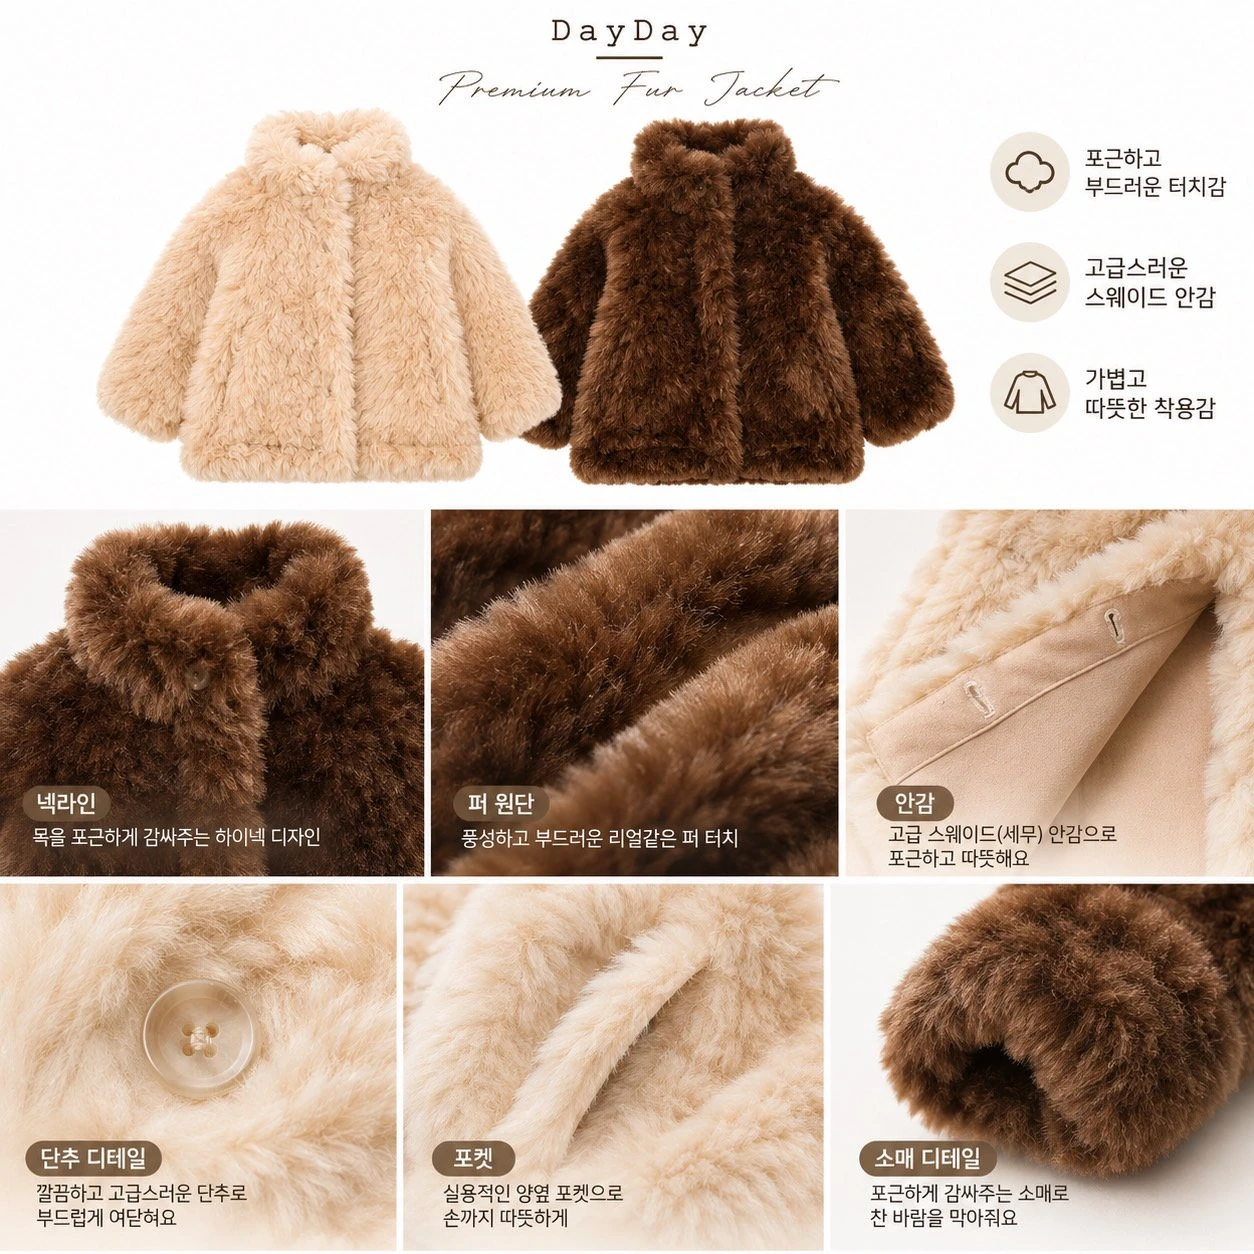 DayDay
Premium Fur Jacket
포근하고
부드러운 터치감
고급스러운
스웨이드 안감
가볍고
따뜻한 착용감
넥라인
목을 포근하게 감싸주는 하이넥 디자인
퍼 원단
풍성하고 부드러운 리얼같은 퍼 터치
안감
고급 스웨이드(세무) 안감으로
포근하고 따뜻해요
단추 디테일
깔끔하고 고급스러운 단추로
부드럽게 여닫혀요
포켓
실용적인 양옆 포켓으로
손까지 따뜻하게
소매 디테일
포근하게 감싸주는 소매로
찬 바람을 막아줘요